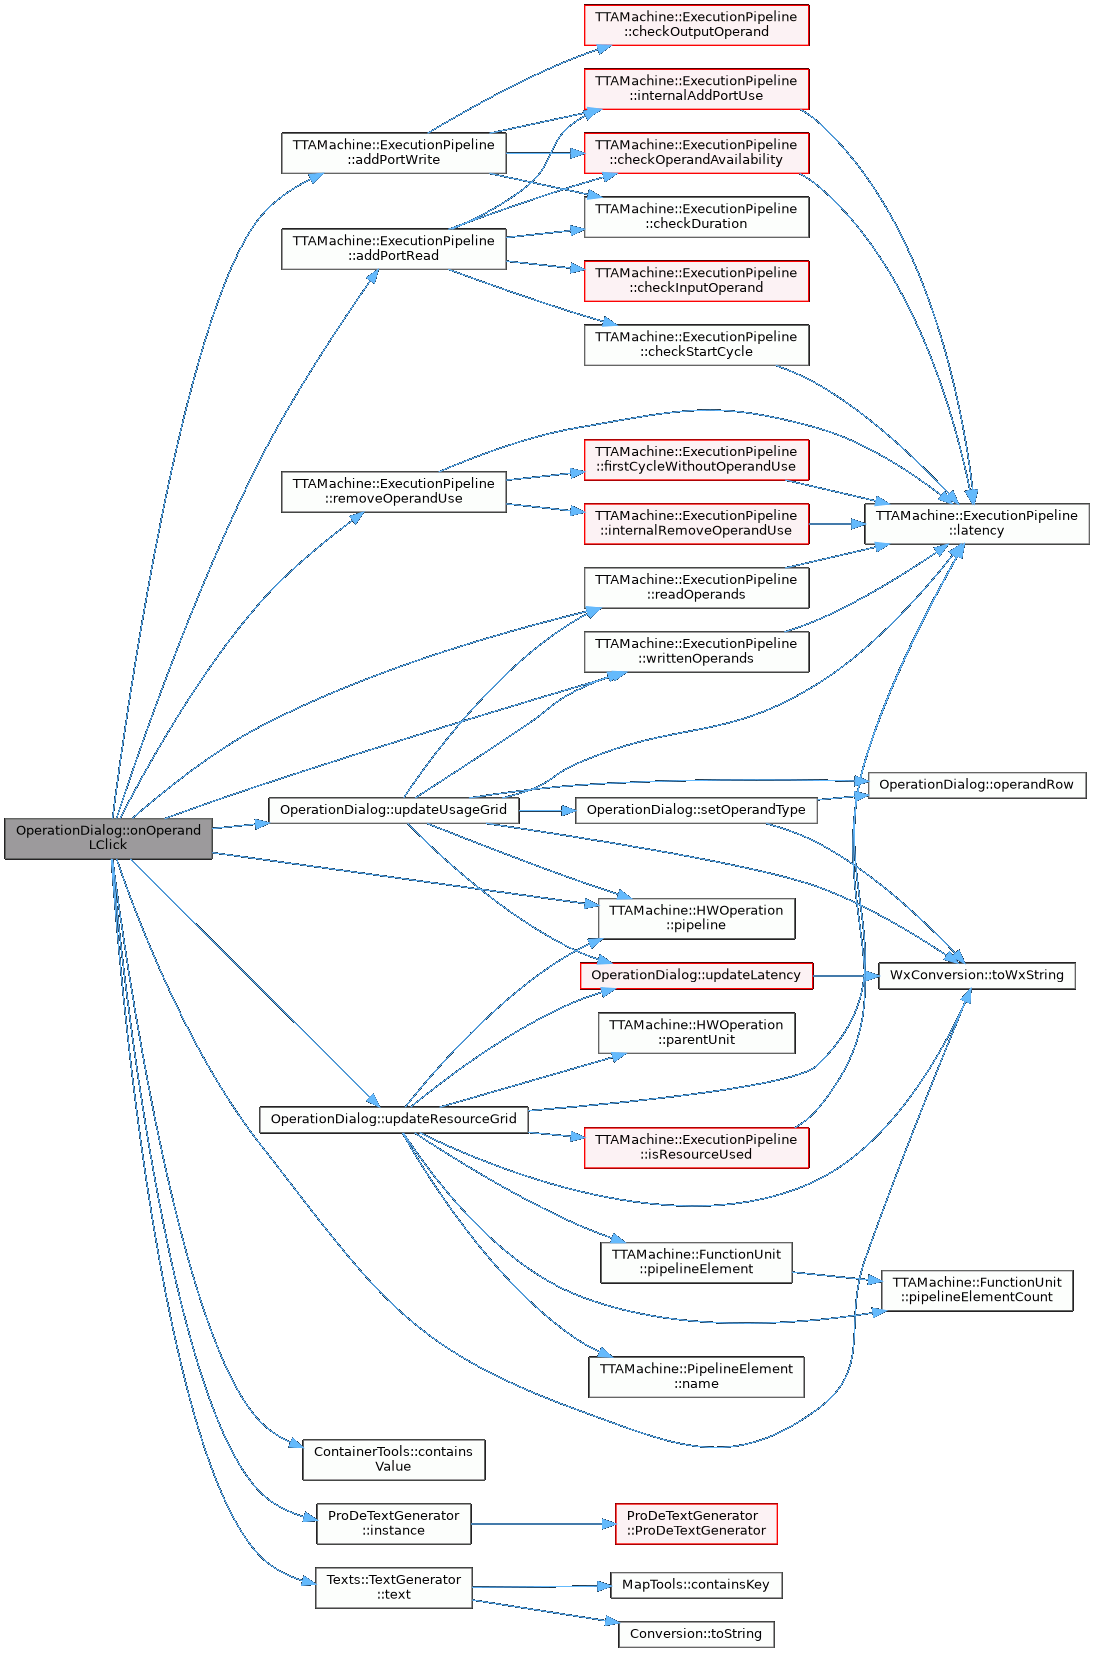 TTAMachine::ExecutionPipeline
::checkOutputOperand
TTAMachine::ExecutionPipeline
::internalAddPortUse
TTAMachine::ExecutionPipeline
::addPortWrite
TTAMachine::ExecutionPipeline
::checkOperandAvailability
TTAMachine::ExecutionPipeline
::checkDuration
TTAMachine::ExecutionPipeline
::addPortRead
TTAMachine::ExecutionPipeline
::checkInputOperand
TTAMachine::ExecutionPipeline
::checkStartCycle
TTAMachine::ExecutionPipeline
::firstCycleWithoutOperandUse
TTAMachine::ExecutionPipeline
::removeOperandUse
TTAMachine::ExecutionPipeline
::internalRemoveOperandUse
TTAMachine::ExecutionPipeline
::latency
TTAMachine::ExecutionPipeline
::readOperands
TTAMachine::ExecutionPipeline
::writtenOperands
OperationDialog::operandRow
OperationDialog::updateUsageGrid
OperationDialog::setOperandType
OperationDialog::onOperand
LClick
TTAMachine::HWOperation
::pipeline
OperationDialog::updateLatency
WxConversion::toWxString
TTAMachine::HWOperation
::parentUnit
OperationDialog::updateResourceGrid
TTAMachine::ExecutionPipeline
::isResourceUsed
TTAMachine::FunctionUnit
::pipelineElement
TTAMachine::FunctionUnit
::pipelineElementCount
TTAMachine::PipelineElement
::name
ContainerTools::contains
Value
ProDeTextGenerator
::instance
ProDeTextGenerator
::ProDeTextGenerator
Texts::TextGenerator
::text
MapTools::containsKey
Conversion::toString